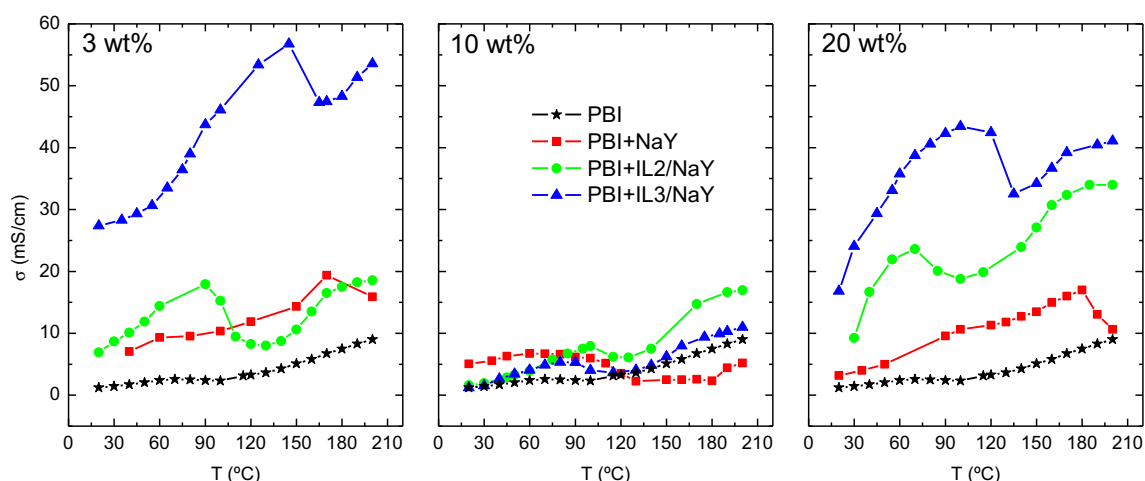 3 wt%
10 wt%
20 wt%
60
50
40
30
20
10
0
σ (mS/cm)
PBI
PBI+NaY
PBI+IL2/NaY
PBI+IL3/NaY
0 30 60 90 120 150 180 210
0 30 60 90 120 150 180 210
0 30 60 90 120 150 180 210
T (ºC)
T (ºC)
T (ºC)